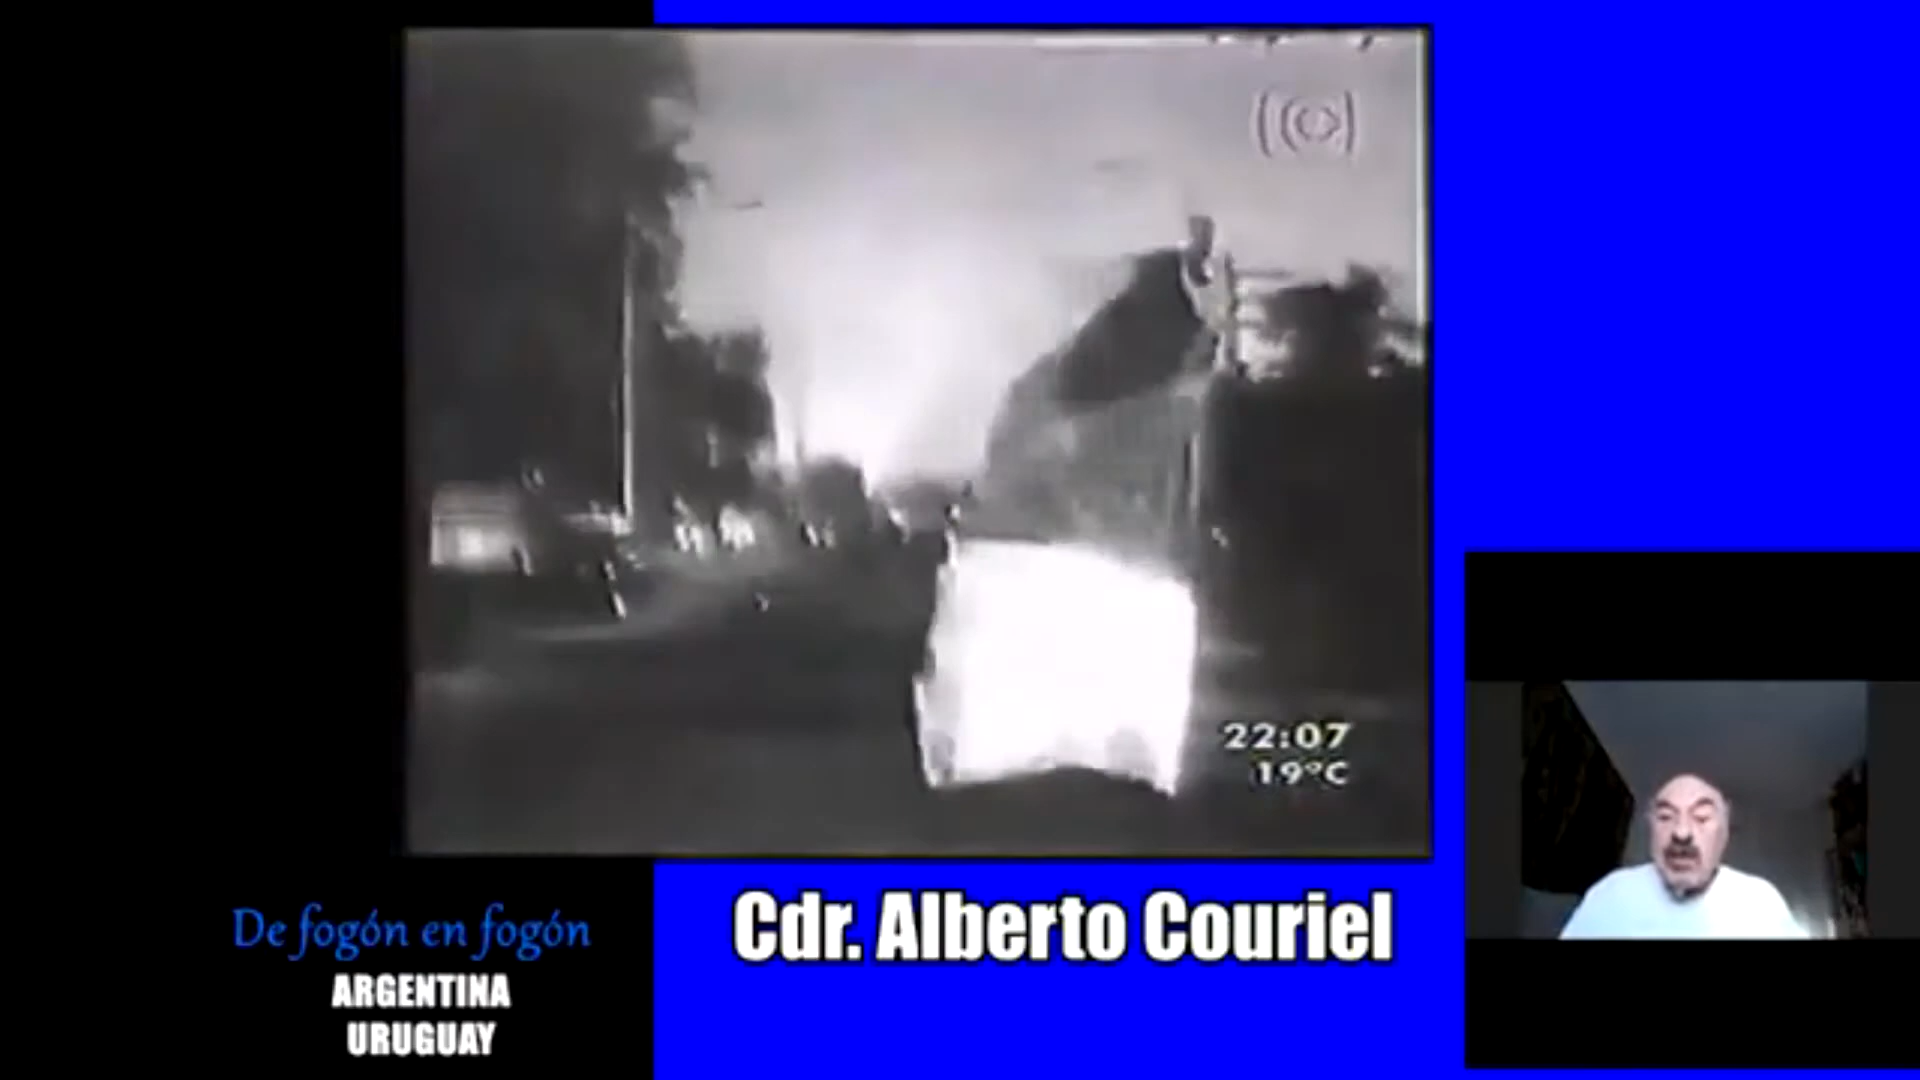 22:07
19°C
De fogón en fogón
ARGENTINA
URUGUAY
Cdr. Alberto Couriel